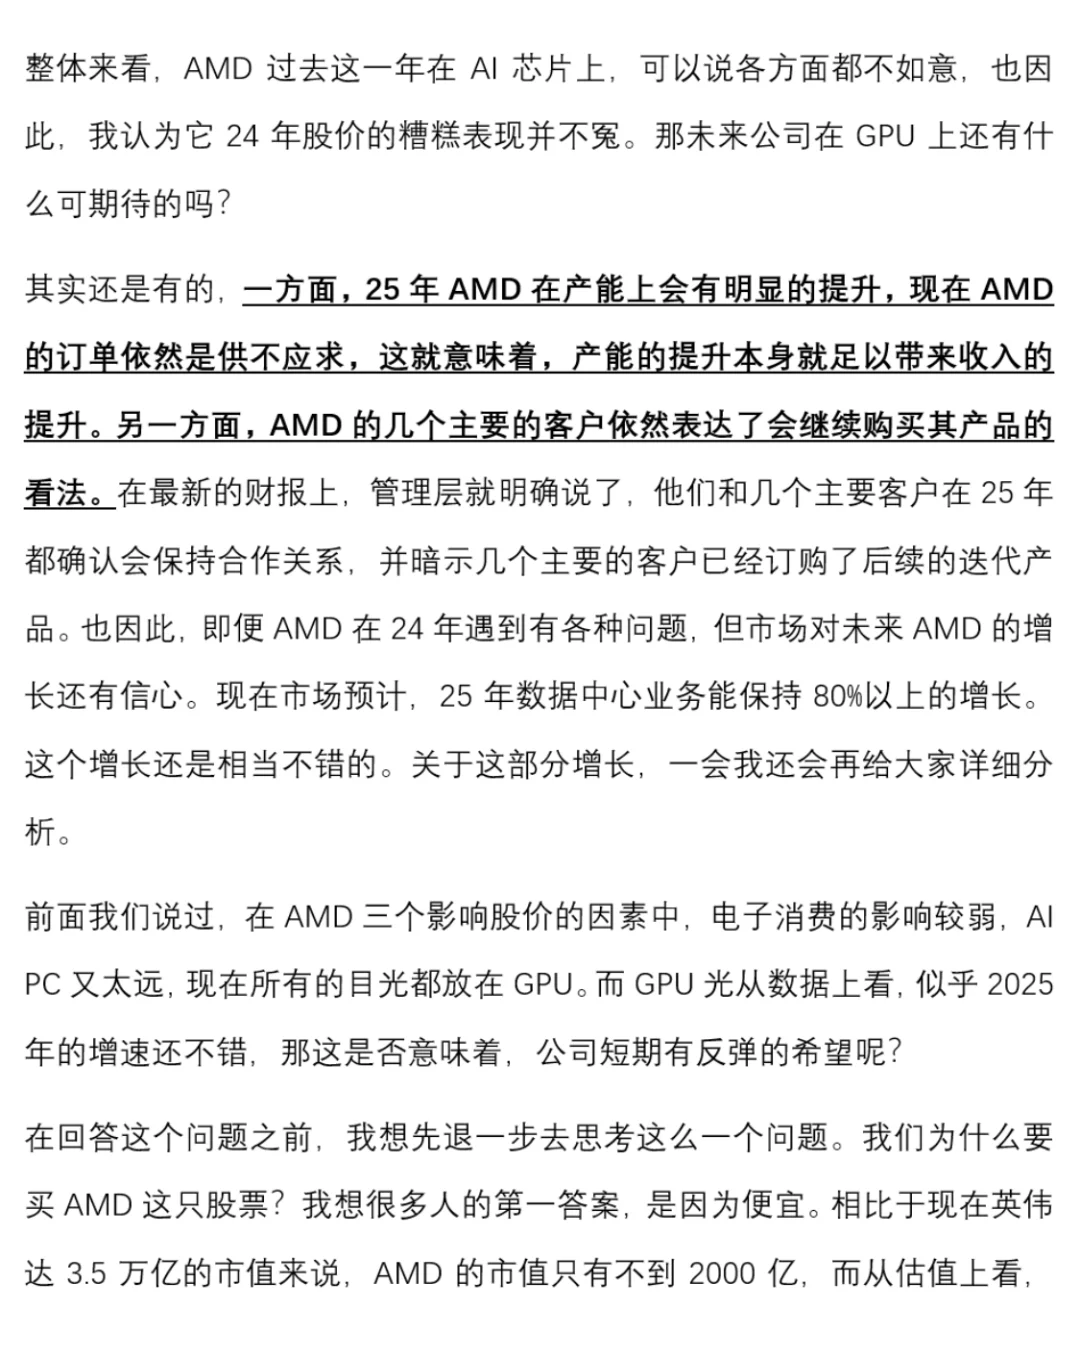 整体来看，AMD 过去这一年在 AI 芯片上，可以说各方面都不如意，也因
此，我认为它 24 年股价的糟糕表现并不冤。那未来公司在 GPU 上还有什
么可期待的吗？
其实还是有的，一方面，25 年 AMD 在产能上会有明显的提升，现在 AMD
的订单依然是供不应求，这就意味着，产能的提升本身就足以带来收入的
提升。另一方面，AMD 的几个主要的客户依然表达了会继续购买其产品的
看法。在最新的财报上，管理层就明确说了，他们和几个主要客户在 25 年
都确认会保持合作关系，并暗示几个主要的客户已经订购了后续的迭代产
品。也因此，即便 AMD 在 24 年遇到有各种问题，但市场对未来 AMD 的增
长还有信心。现在市场预计，25 年数据中心业务能保持 80%以上的增长。
这个增长还是相当不错的。关于这部分增长，一会我还会再给大家详细分
析。
前面我们说过，在 AMD 三个影响股价的因素中，电子消费的影响较弱，AI
PC 又太远，现在所有的目光都放在 GPU。而 GPU 光从数据上看，似乎 2025
年的增速还不错，那这是否意味着，公司短期有反弹的希望呢？
在回答这个问题之前，我想先退一步去思考这么一个问题。我们为什么要
买 AMD 这只股票？我想很多人的第一答案，是因为便宜。相比于现在英伟
达 3.5 万亿的市值来说，AMD 的市值只有不到 2000 亿，而从估值上看，